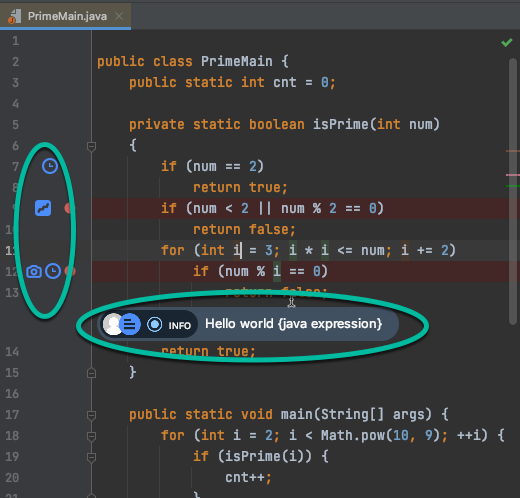 PrimeMain.java
1
2 public class PrimeMain {
3 public static int cnt = 0;
4
5 private static boolean isPrime(int num)
6 {
7 if (num == 2)
8 return true;
9 if (num < 2 || num % 2 == 0)
10 return false;
11 for (int i = 3; i * i <= num; i += 2)
12 if (num % i == 0)
13 return false;
INFO Hello world {java expression}
14 return true;
15 }
16
17 public static void main(String[] args) {
18 for (int i = 2; i < Math.pow(10, 9); ++i) {
19 if (isPrime(i)) {
20 cnt++;
21 }